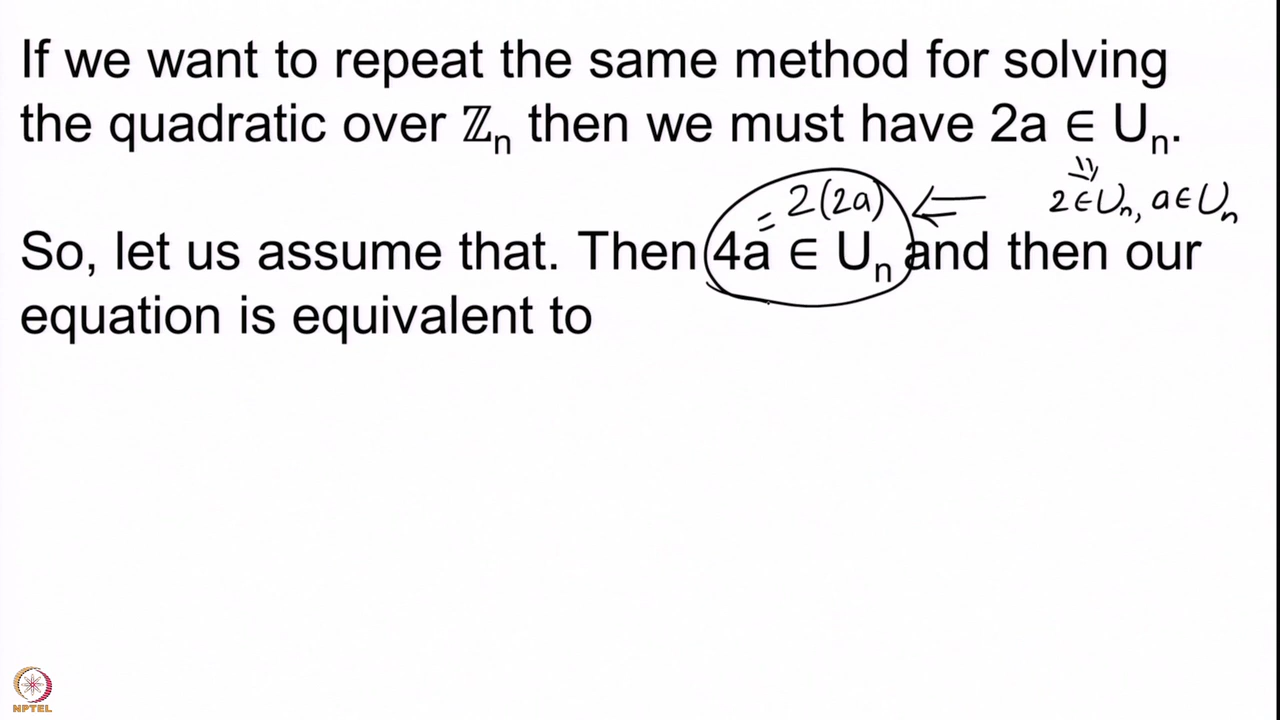 If we want to repeat the same method for solving
the quadratic over ℤₙ then we must have 2a ∈ Uₙ.
⇓
= 2(2a) ⇐ 2∈Uₙ, a∈Uₙ
So, let us assume that. Then 4a ∈ Uₙ and then our
equation is equivalent to
NPTEL